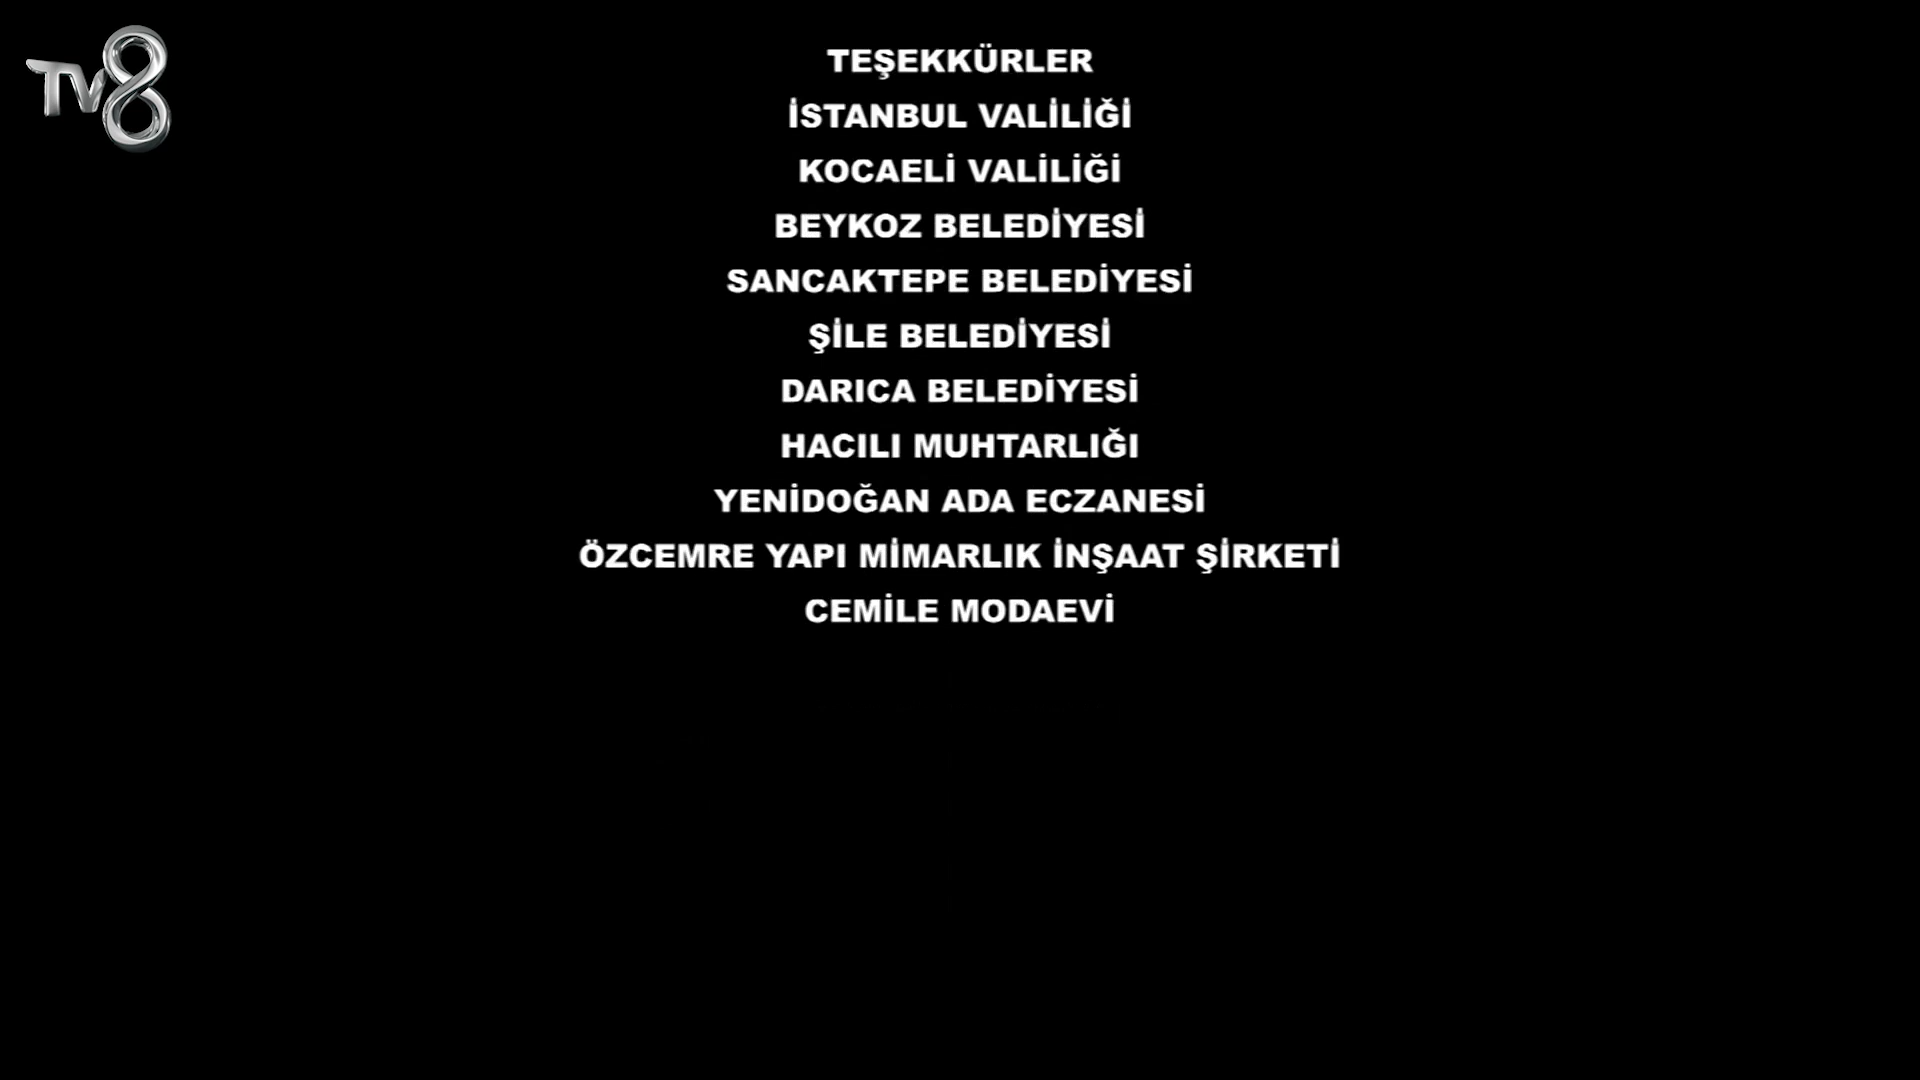 TV8
TEŞEKKÜRLER
İSTANBUL VALİLİĞİ
KOCAELİ VALİLİĞİ
BEYKOZ BELEDİYESİ
SANCAKTEPE BELEDİYESİ
ŞİLE BELEDİYESİ
DARICA BELEDİYESİ
HACILI MUHTARLIĞI
YENİDOĞAN ADA ECZANESİ
ÖZCEMRE YAPI MİMARLIK İNŞAAT ŞİRKETİ
CEMİLE MODAEVİ